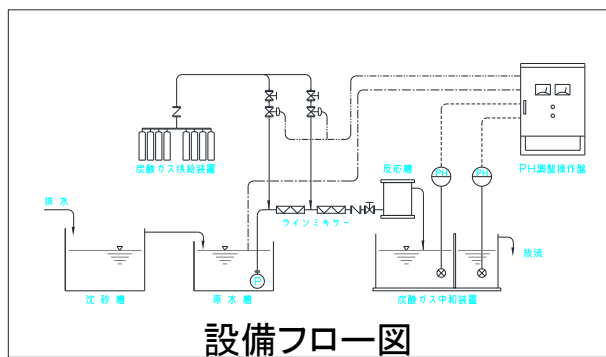 炭酸ガス供給装置
PH調整操作盤
反応槽
PH
PH
ラインミキサー
排水
放流
P
沈砂槽
原水槽
炭酸ガス中和装置
設備フロー図